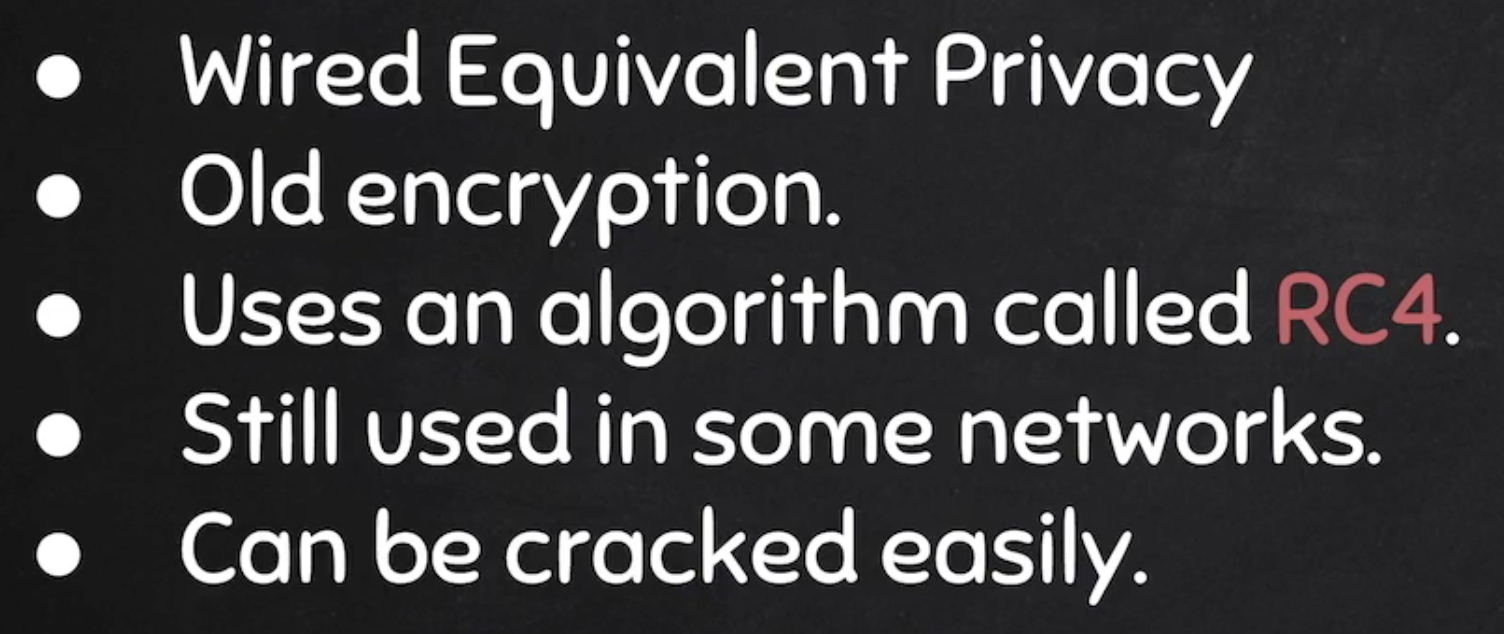 ● Wired Equivalent Privacy
● Old encryption.
● Uses an algorithm called RC4.
● Still used in some networks.
● Can be cracked easily.